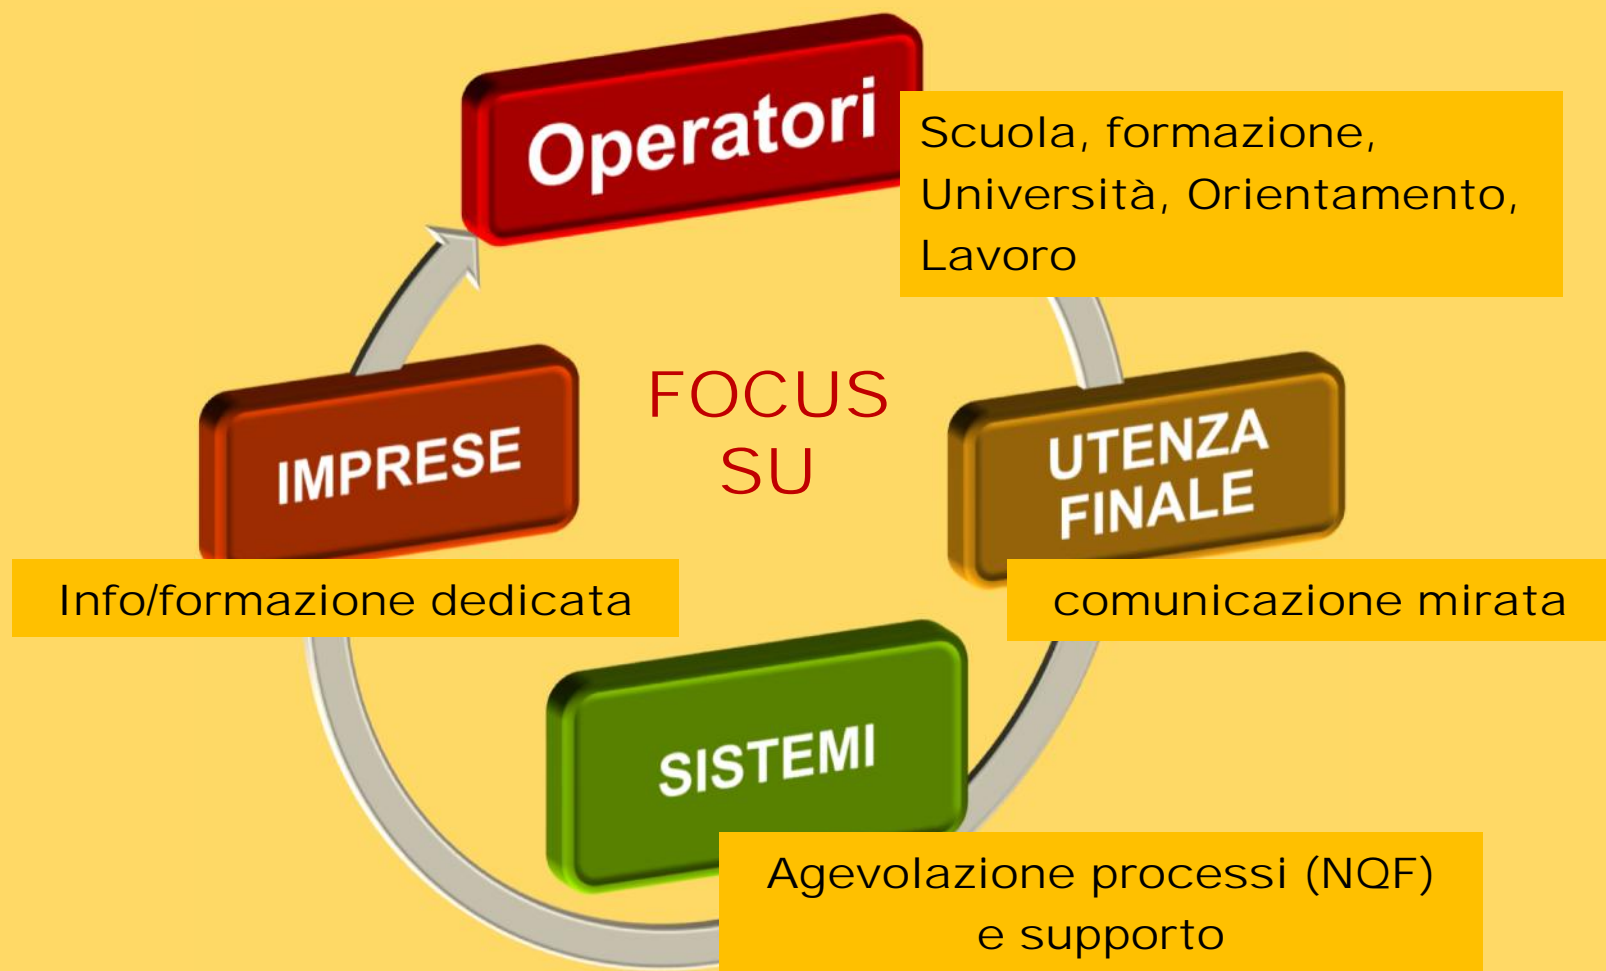 Operatori
Scuola, formazione,
Università, Orientamento,
Lavoro
FOCUS
SU
IMPRESE
UTENZA
FINALE
Info/formazione dedicata
comunicazione mirata
SISTEMI
Agevolazione processi (NQF)
e supporto